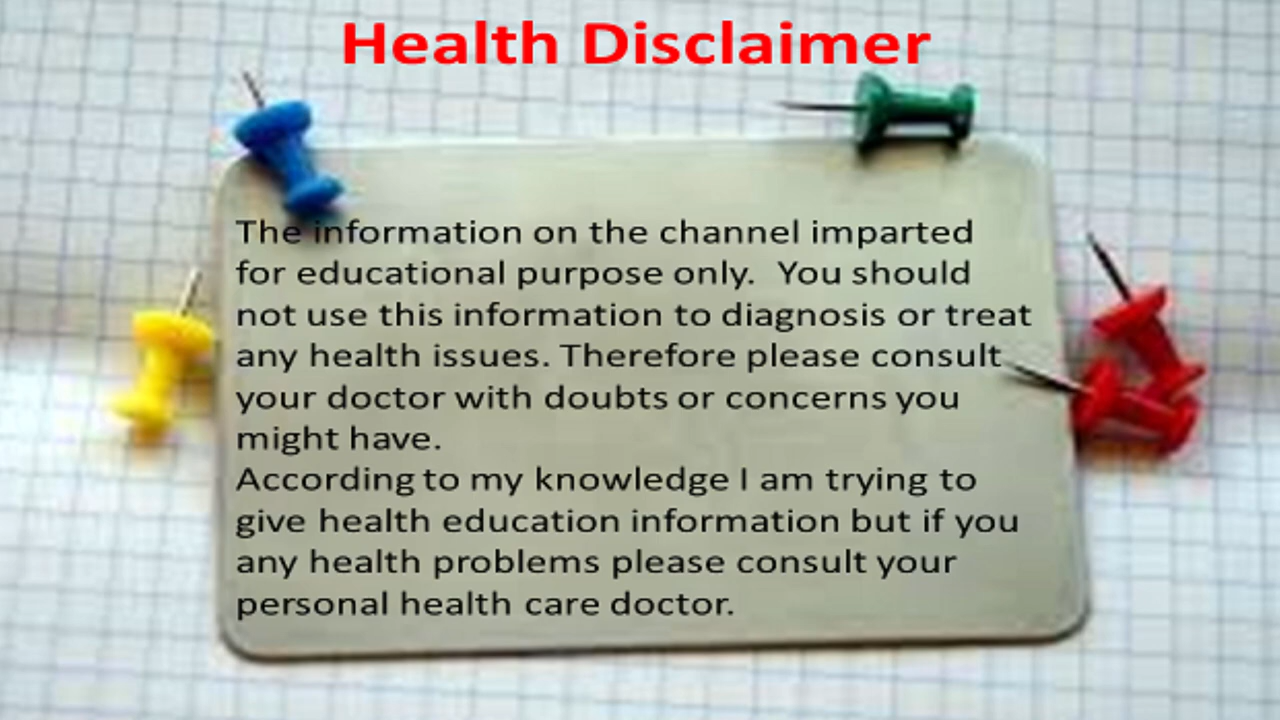 Health Disclaimer
The information on the channel imparted
for educational purpose only.  You should
not use this information to diagnosis or treat
any health issues. Therefore please consult
your doctor with doubts or concerns you
might have.
According to my knowledge I am trying to
give health education information but if you
any health problems please consult your
personal health care doctor.